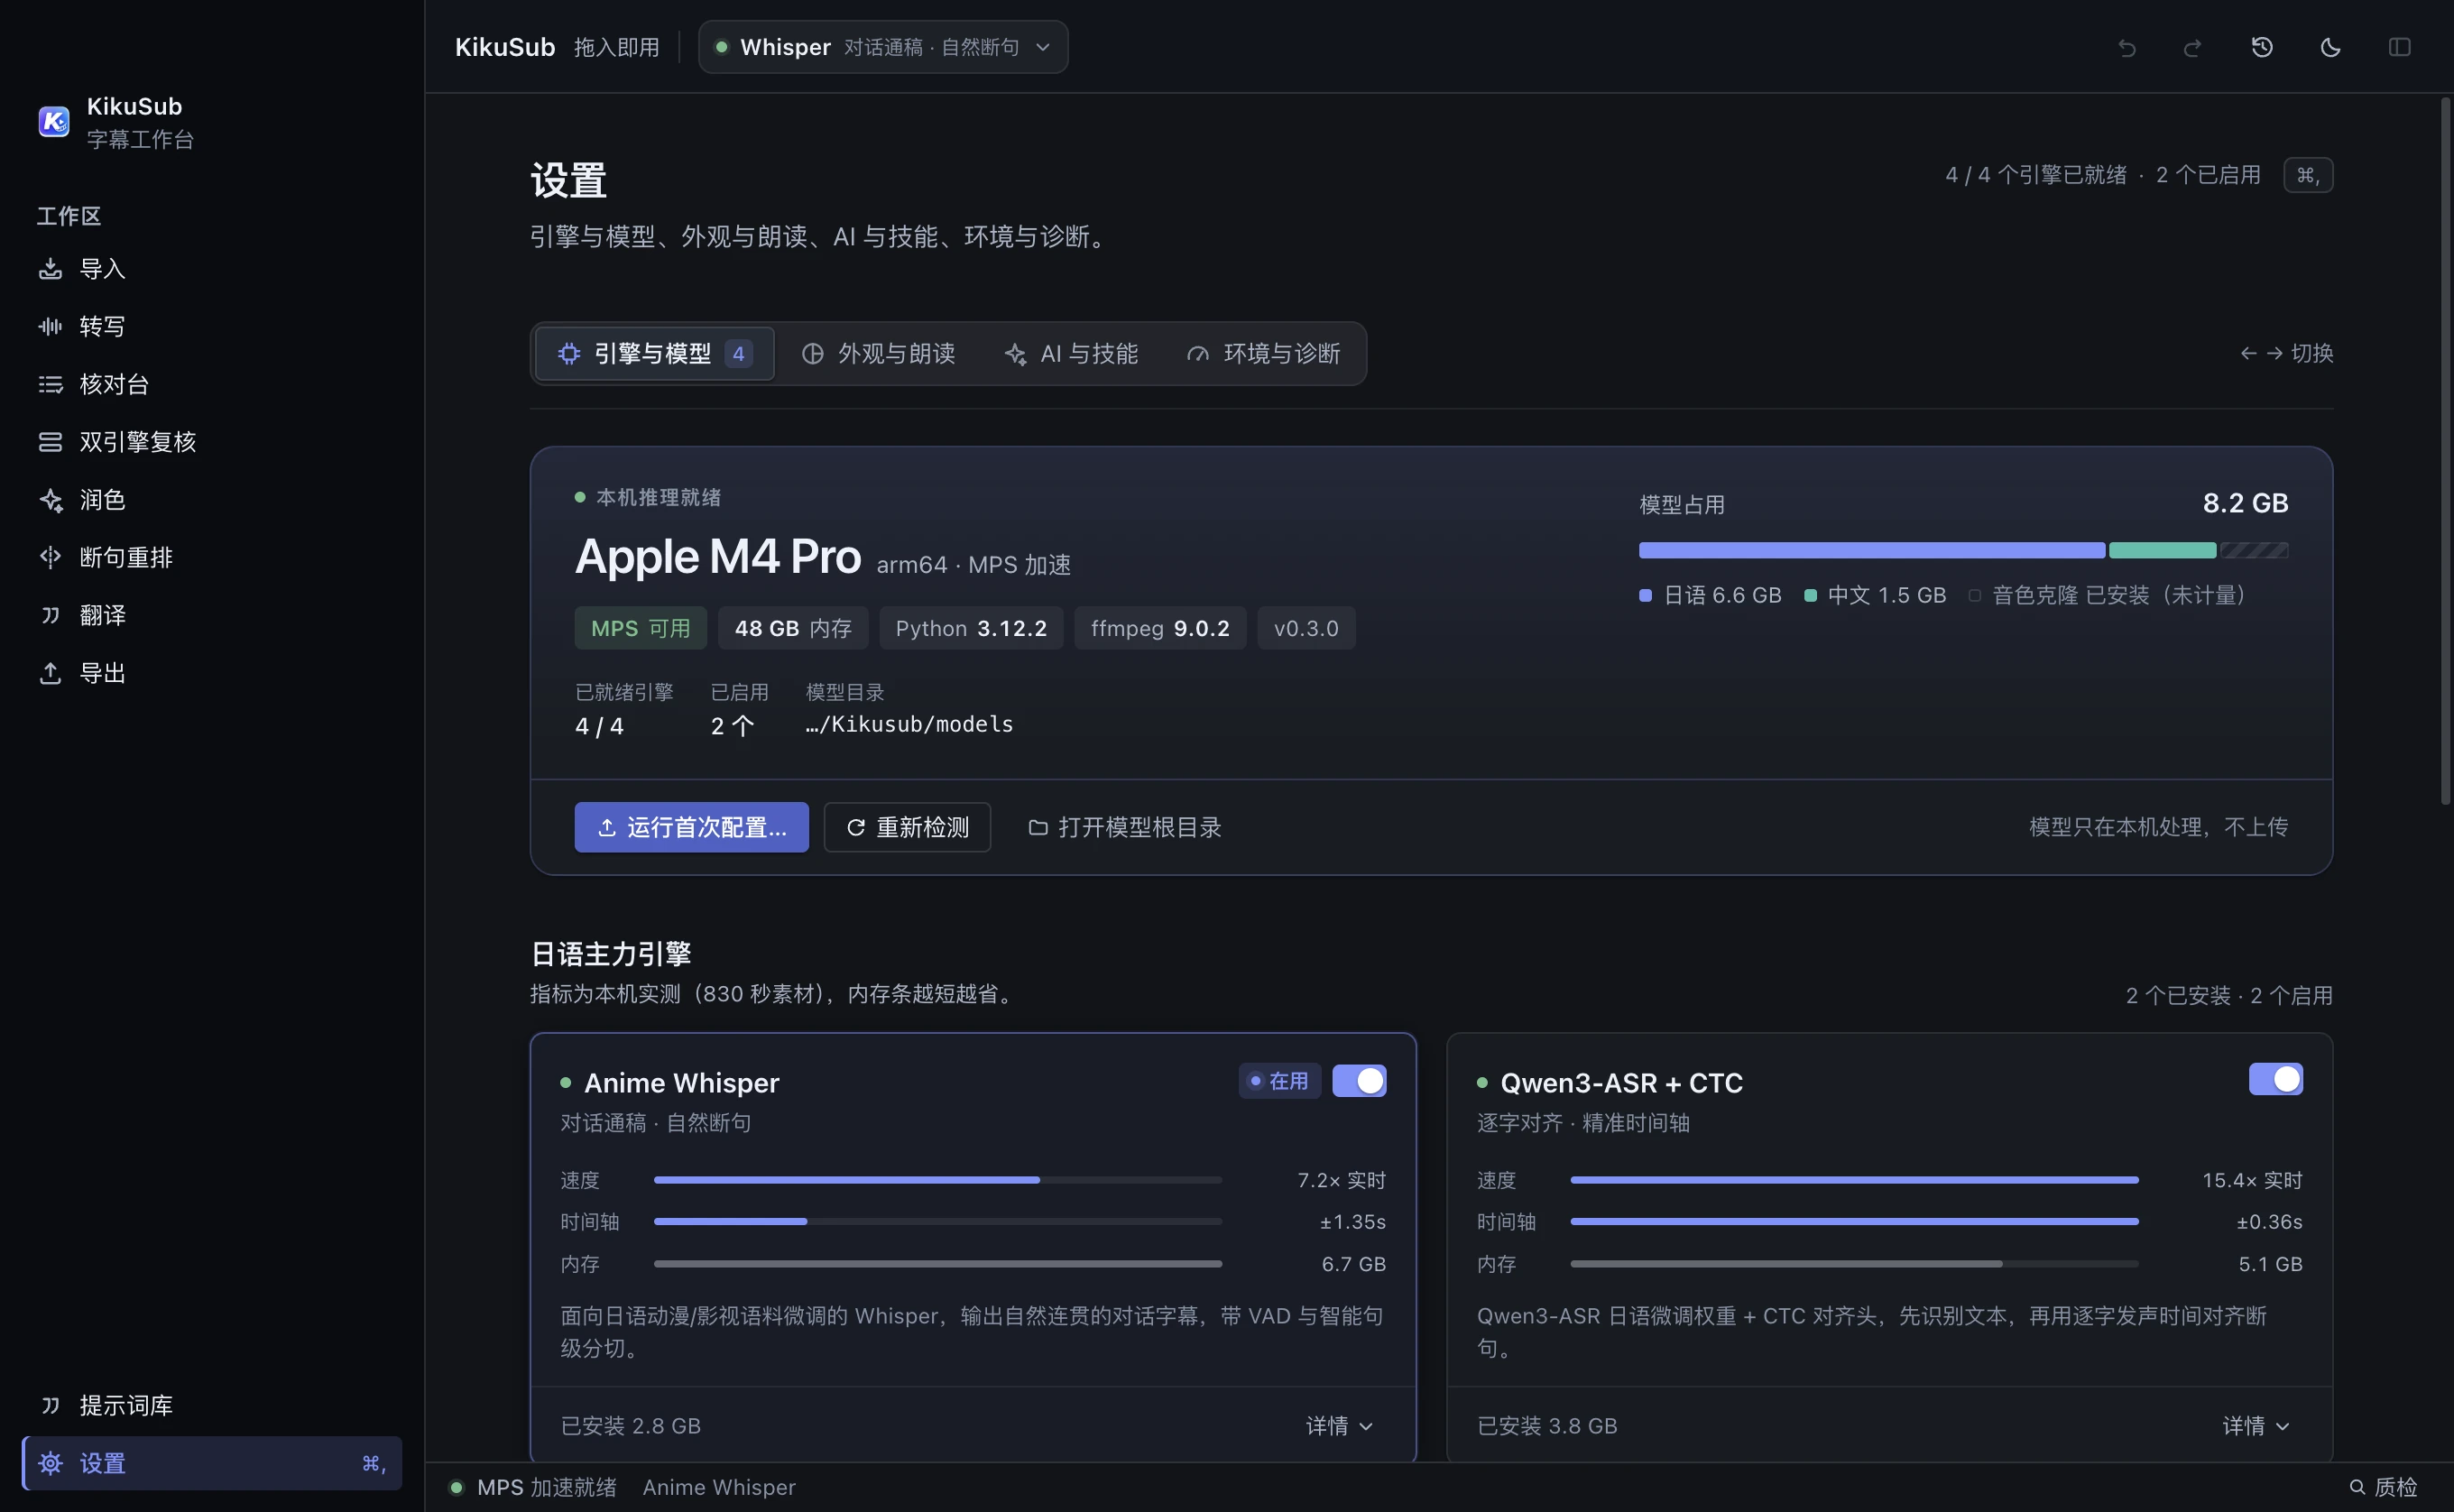 KikuSub
字幕工作台
工作区
导入
转写
核对台
双引擎复核
润色
断句重排
翻译
导出
提示词库
设置 ⌘,
KikuSub 拖入即用 Whisper 对话通稿 · 自然断句
设置
4 / 4 个引擎已就绪 · 2 个已启用 ⌘,
引擎与模型、外观与朗读、AI 与技能、环境与诊断。
引擎与模型 4 外观与朗读 AI 与技能 环境与诊断 ← → 切换
本机推理就绪
Apple M4 Pro arm64 · MPS 加速
MPS 可用 48 GB 内存 Python 3.12.2 ffmpeg 9.0.2 v0.3.0
已就绪引擎 已启用 模型目录
4 / 4 2 个 …/Kikusub/models
模型占用 8.2 GB
日语 6.6 GB 中文 1.5 GB 音色克隆 已安装（未计量）
运行首次配置… 重新检测 打开模型根目录 模型只在本机处理，不上传
日语主力引擎
指标为本机实测（830 秒素材），内存条越短越省。 2 个已安装 · 2 个启用
Anime Whisper 在用
对话通稿 · 自然断句
速度 7.2× 实时
时间轴 ±1.35s
内存 6.7 GB
面向日语动漫/影视语料微调的 Whisper，输出自然连贯的对话字幕，带 VAD 与智能句
级分切。
已安装 2.8 GB 详情
Qwen3-ASR + CTC
逐字对齐 · 精准时间轴
速度 15.4× 实时
时间轴 ±0.36s
内存 5.1 GB
Qwen3-ASR 日语微调权重 + CTC 对齐头，先识别文本，再用逐字发声时间对齐断
句。
已安装 3.8 GB 详情
MPS 加速就绪 Anime Whisper 质检